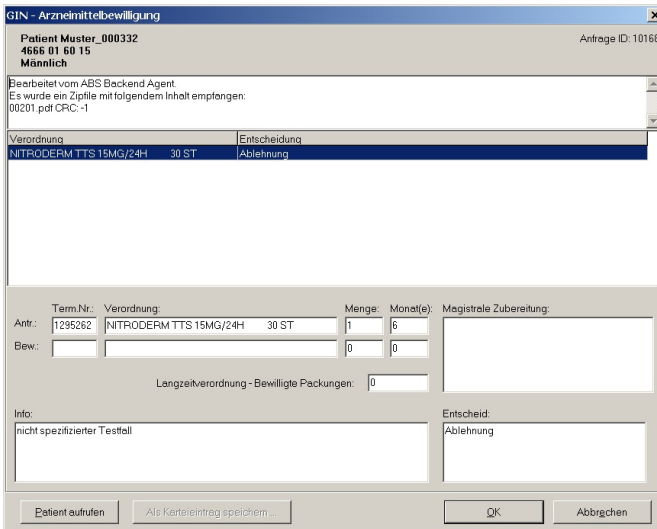 GIN - Arzneimittelbewilligung
Patient Muster_000332
4666 01 60 15
Männlich
Anfrage ID: 10168
Bearbeitet vom ABS Backend Agent.
Es wurde ein Zipfile mit folgendem Inhalt empfangen:
00201.pdf CRC: -1
Verordnung Entscheidung
NITRODERM TTS 15MG/24H 30 ST Ablehnung
Term.Nr.: Verordnung: Menge: Monat(e): Magistrale Zubereitung:
Antr.: 1295262 NITRODERM TTS 15MG/24H 30 ST 1 6
Bew.: 0 0
Langzeitverordnung - Bewilligte Packungen: 0
Info: Entscheid:
nicht spezifizierter Testfall Ablehnung
Patient aufrufen Als Karteieintrag speichern ... OK Abbrechen